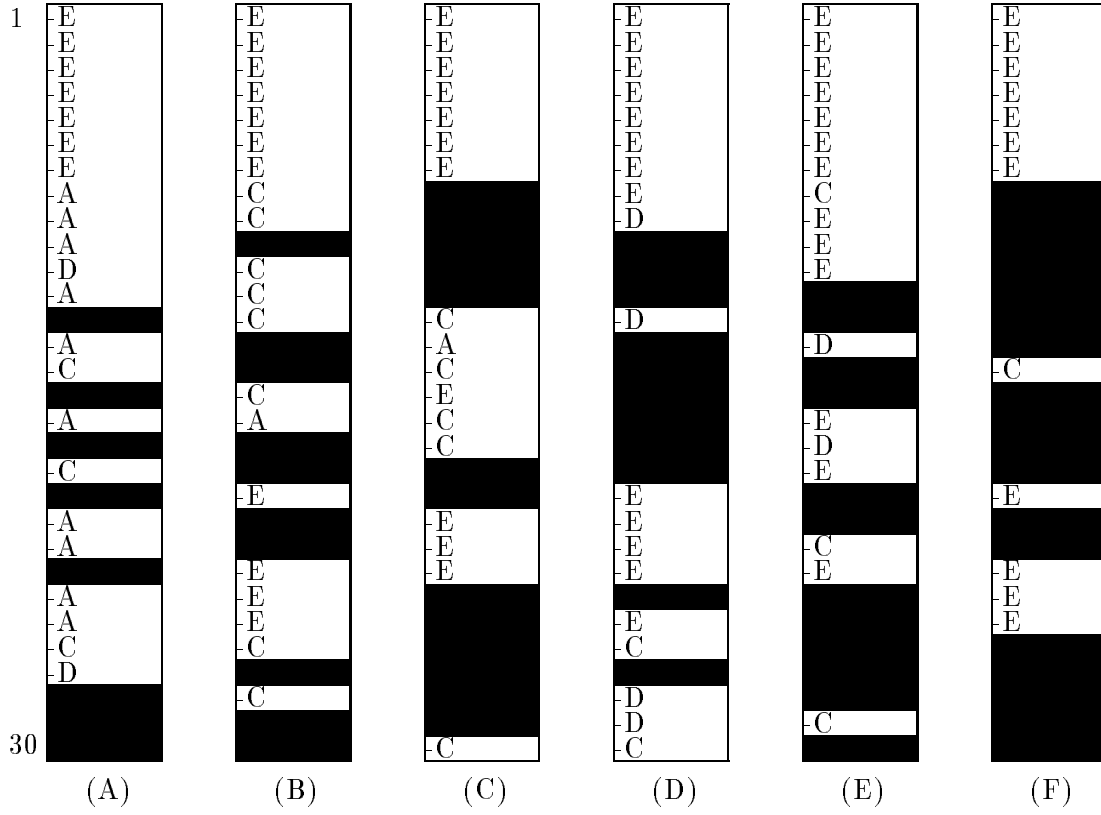 1 E E E E E E
E E E E E E
E E E E E E
E E E E E E
E E E E E E
E E E E E E
E E E E E E
A C E C
A C D E
A E
D C E
A C
C C D
A A D
C C C
C E
A A C E
C D
C E
E E E
A E
A E E C
E E E E E
A E E
A E E E
C C C
D
C D
D C
30 C C
(A) (B) (C) (D) (E) (F)